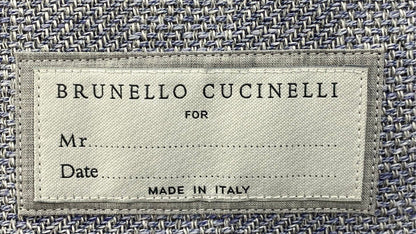 BRUNELLO CUCINELLI
FOR
Mr..............................
Date..............................
MADE IN ITALY